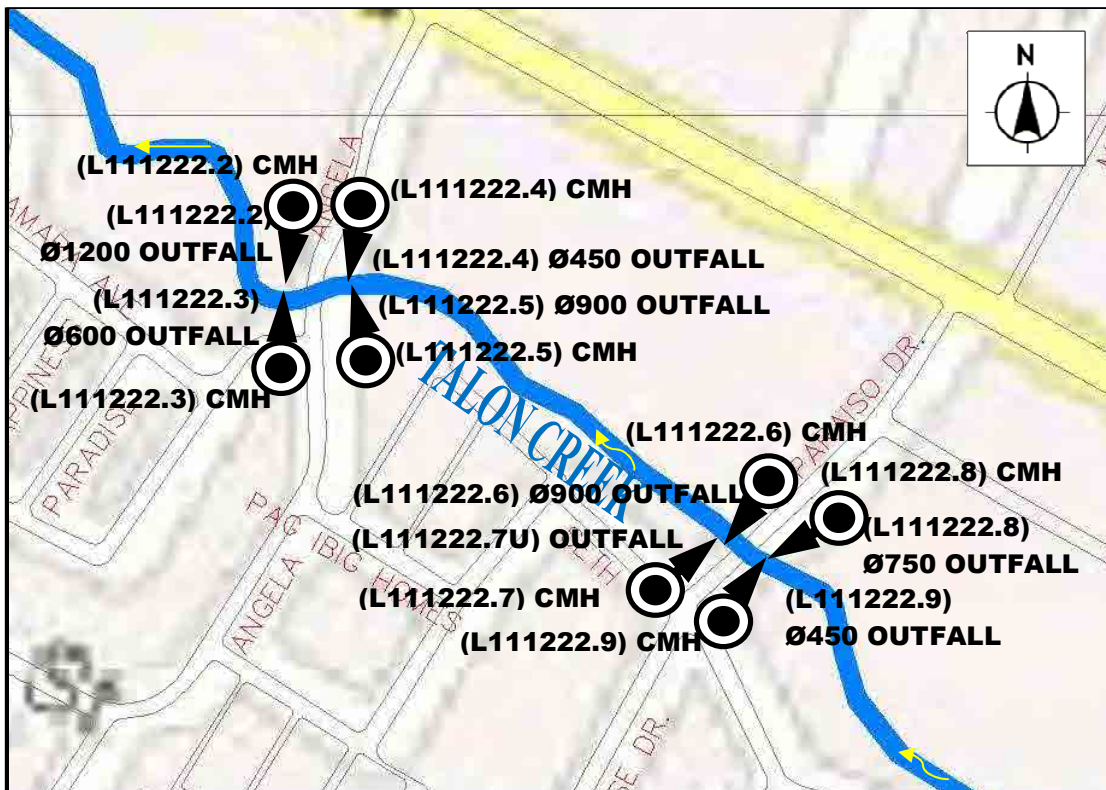 N
ANGELA
(L111222.2) CMH
(L111222.4) CMH
(L111222.2)
Ø1200 OUTFALL
(L111222.4) Ø450 OUTFALL
(L111222.3)
Ø600 OUTFALL
(L111222.5) Ø900 OUTFALL
(L111222.5) CMH
(L111222.3) CMH
PARADISE
TALON CREEK
(L111222.6) CMH
PARAISO DR.
(L111222.8) CMH
(L111222.6) Ø900 OUTFALL
(L111222.7U) OUTFALL
(L111222.8)
Ø750 OUTFALL
PAG IBIG HOMES
(L111222.7) CMH
(L111222.9)
Ø450 OUTFALL
(L111222.9) CMH
ANGELA
DR.